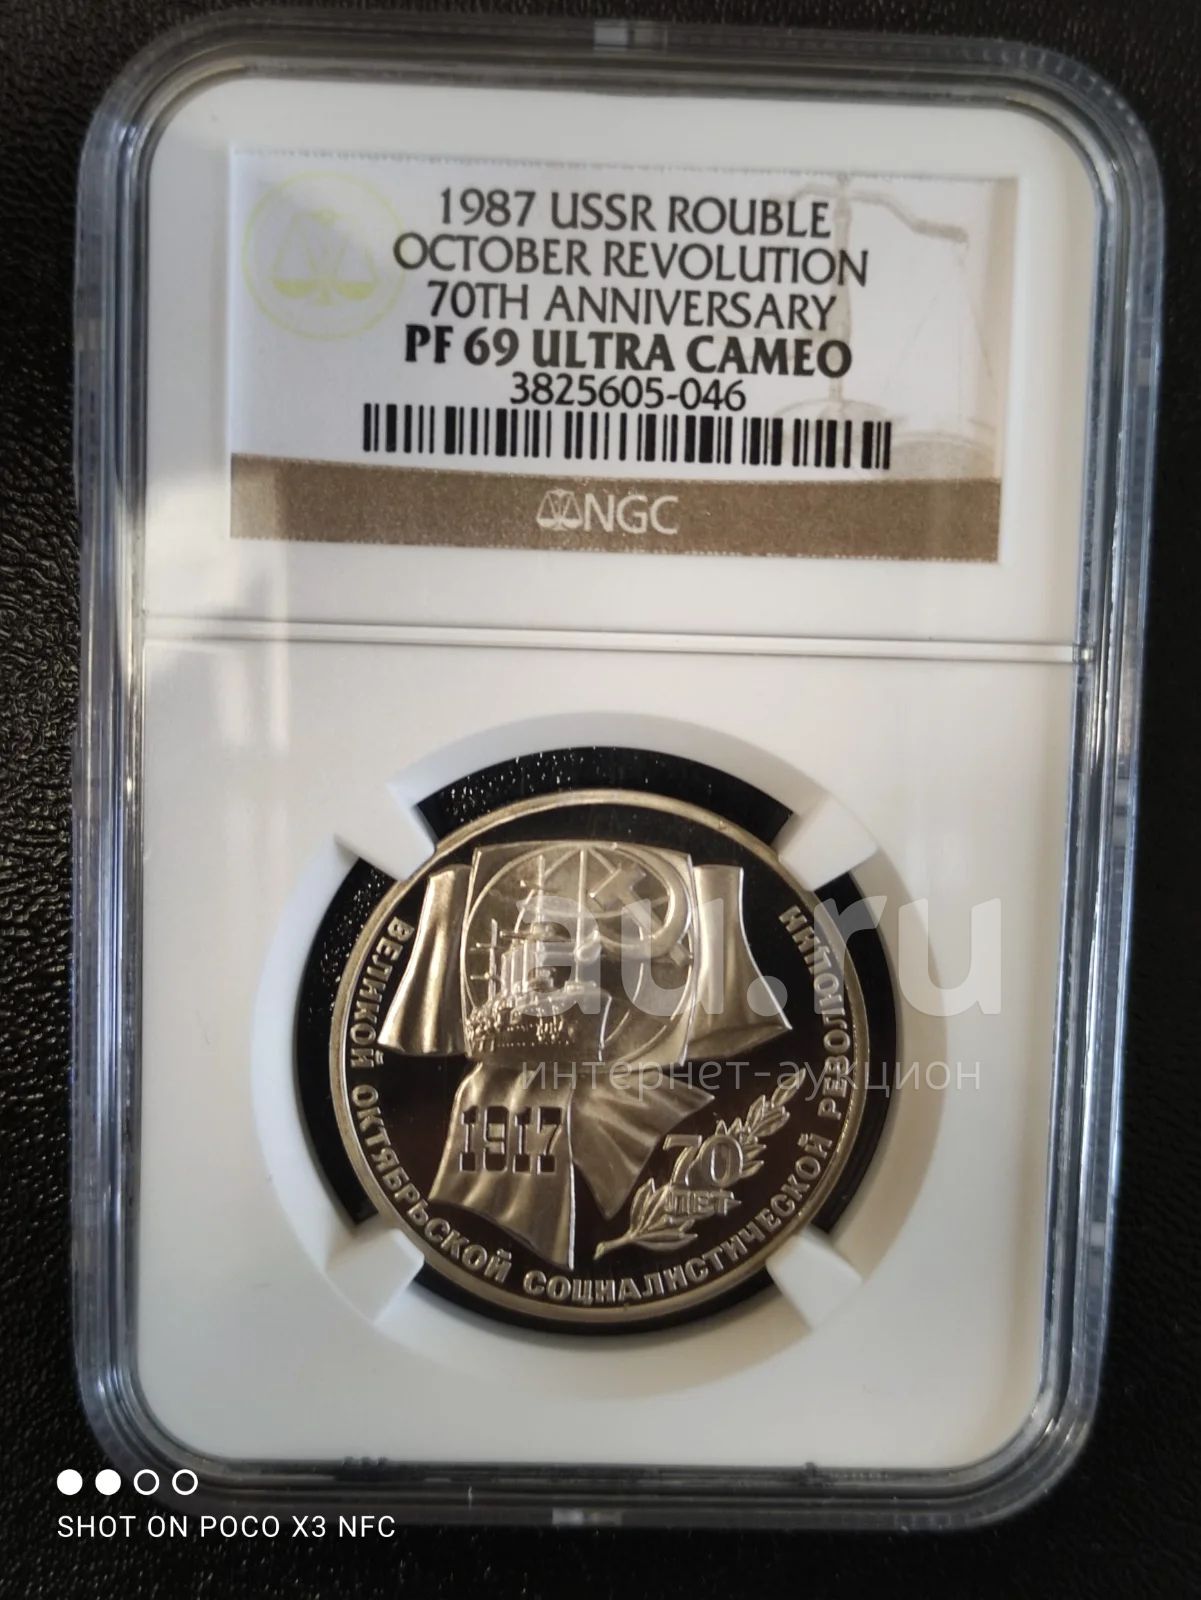 1987 USSR ROUBLE
OCTOBER REVOLUTION
70TH ANNIVERSARY
PF 69 ULTRA CAMEO
3825605-046
NGC
ВЕЛИКОЙ ОКТЯБРЬСКОЙ СОЦИАЛИСТИЧЕСКОЙ РЕВОЛЮЦИИ
1917
70
ЛЕТ
au.ru
интернет-аукцион
SHOT ON POCO X3 NFC